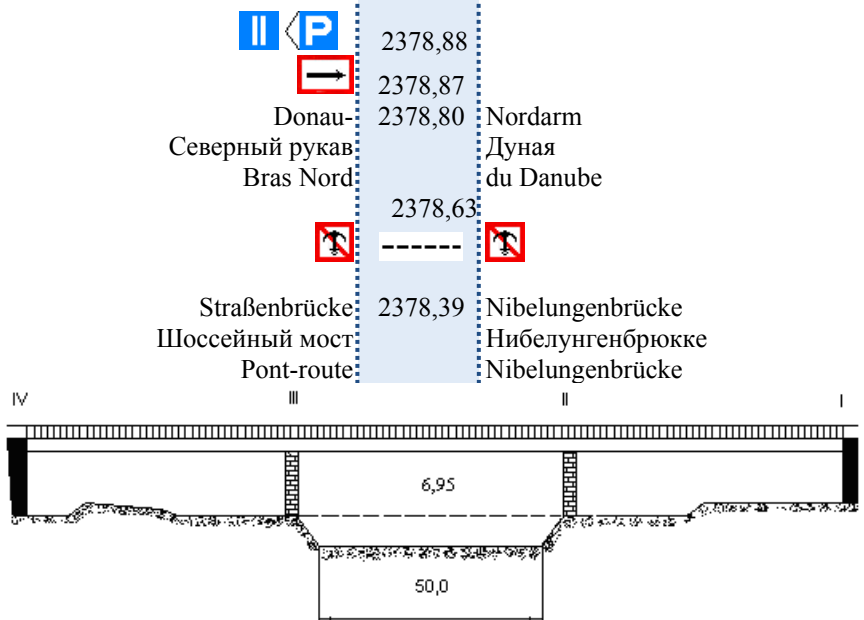 II P 2378,88
2378,87
Donau- 2378,80 Nordarm
Северный рукав Дуная
Bras Nord du Danube
2378,63
Straßenbrücke 2378,39 Nibelungenbrücke
Шоссейный мост Нибелунгенбрюкке
Pont-route Nibelungenbrücke
IV III II I
6,95
50,0